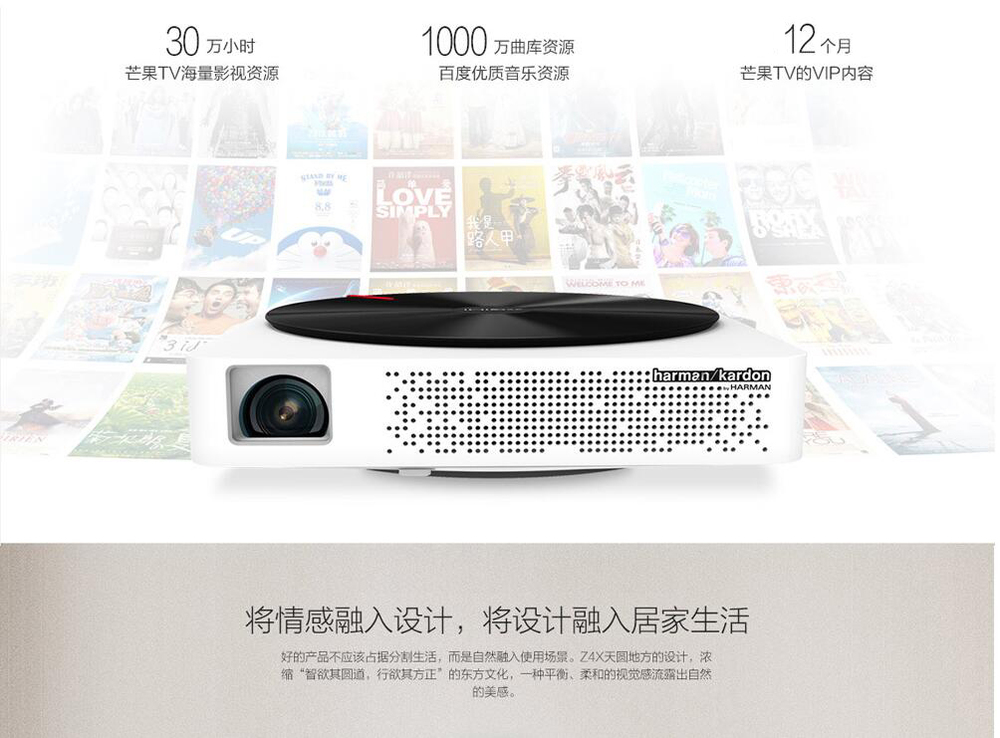 30 万小时
芒果TV海量影视资源
1000 万曲库资源
百度优质音乐资源
12 个月
芒果TV的VIP内容
STAND BY ME
8.8
UP
LOVE
SIMPLY
我是
路人甲
RORY
O'SHEA
WELCOME TO ME
harman/kardon
by HARMAN
将情感融入设计，将设计融入居家生活
好的产品不应该占据分割生活，而是自然融入使用场景。Z4X天圆地方的设计，浓
缩“智欲其圆道，行欲其方正”的东方文化，一种平衡、柔和的视觉感流露出自然
的美感。